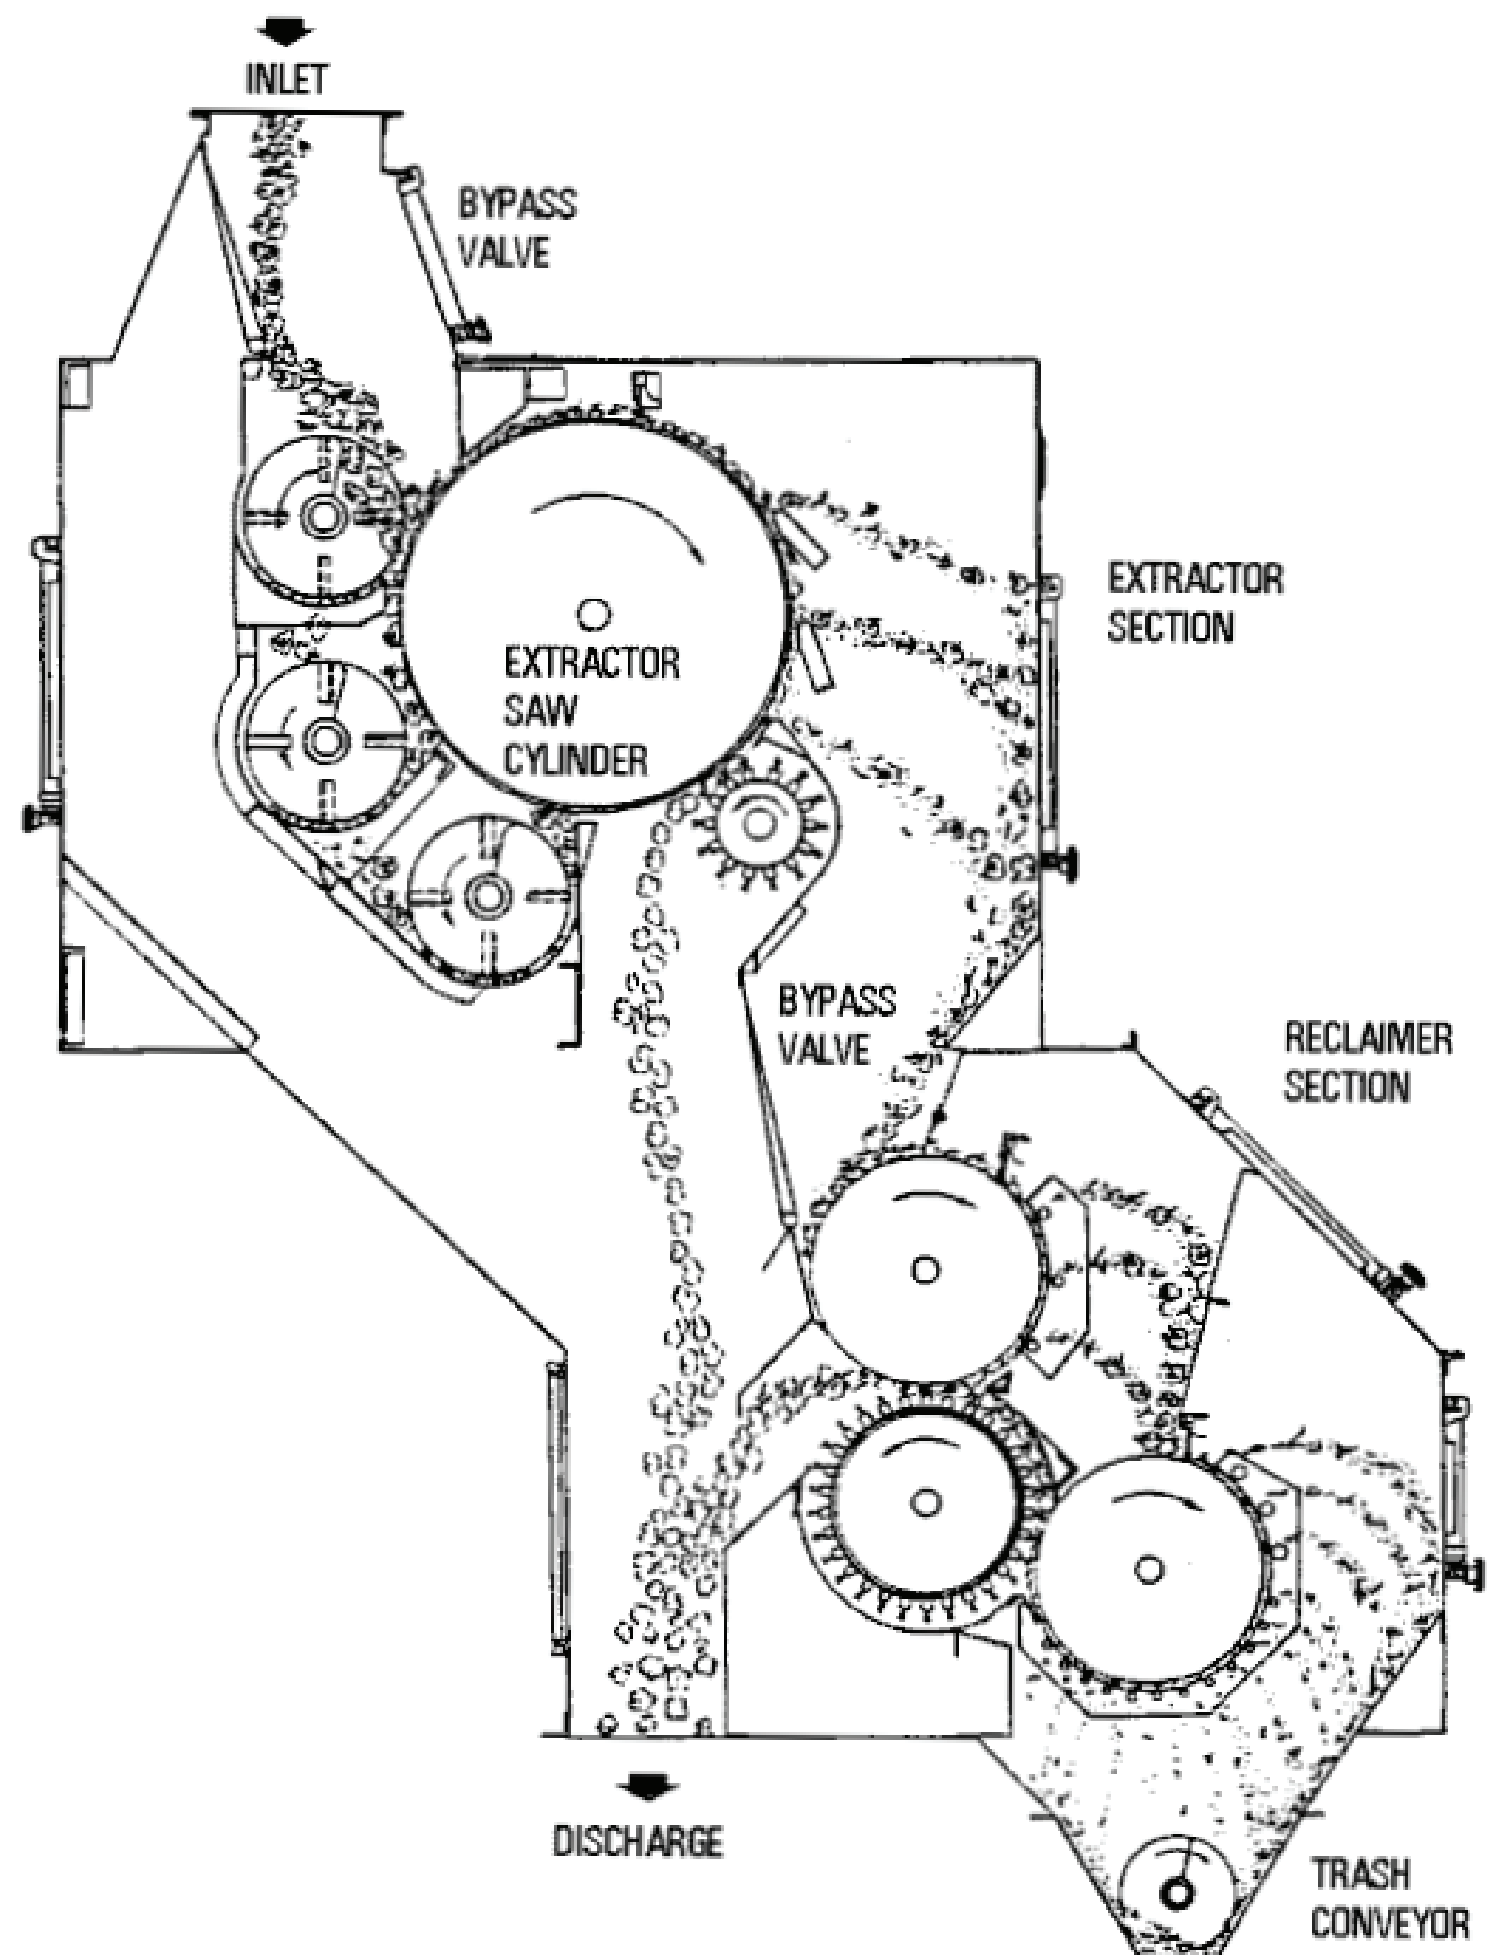 INLET
BYPASS
VALVE
EXTRACTOR
SECTION
EXTRACTOR
SAW
CYLINDER
BYPASS
VALVE
RECLAIMER
SECTION
DISCHARGE
TRASH
CONVEYOR